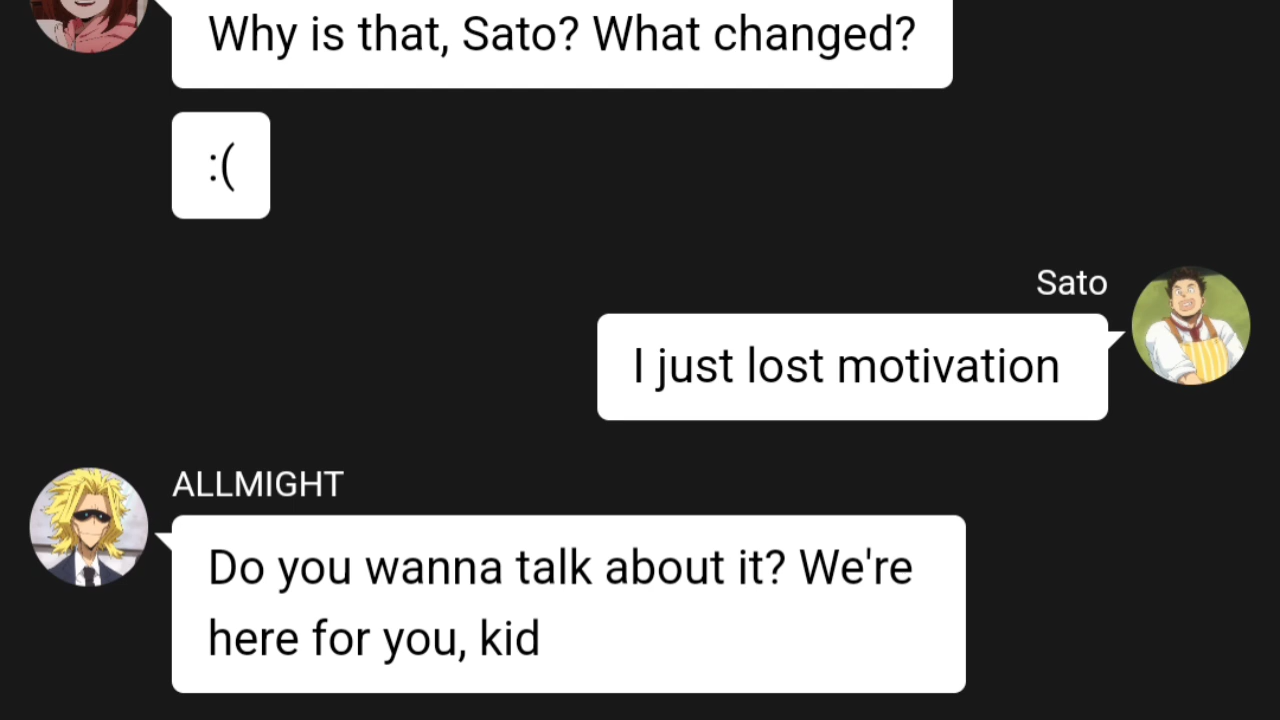 Why is that, Sato? What changed?
:(
Sato
I just lost motivation
ALLMIGHT
Do you wanna talk about it? We're
here for you, kid